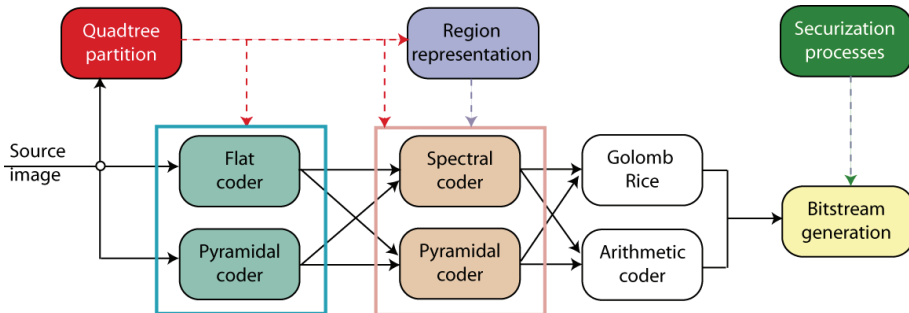 Quadtree
partition
Region
representation
Securization
processes
Source
image
Flat
coder
Spectral
coder
Golomb
Rice
Bitstream
generation
Pyramidal
coder
Pyramidal
coder
Arithmetic
coder